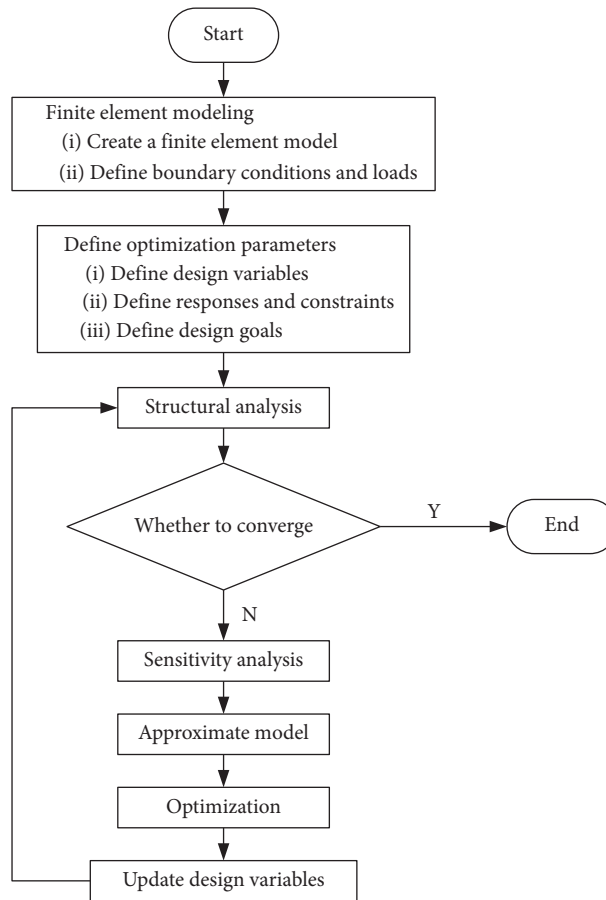 Start
Finite element modeling
(i) Create a finite element model
(ii) Define boundary conditions and loads
Define optimization parameters
(i) Define design variables
(ii) Define responses and constraints
(iii) Define design goals
Structural analysis
Whether to converge
Y
End
N
Sensitivity analysis
Approximate model
Optimization
Update design variables